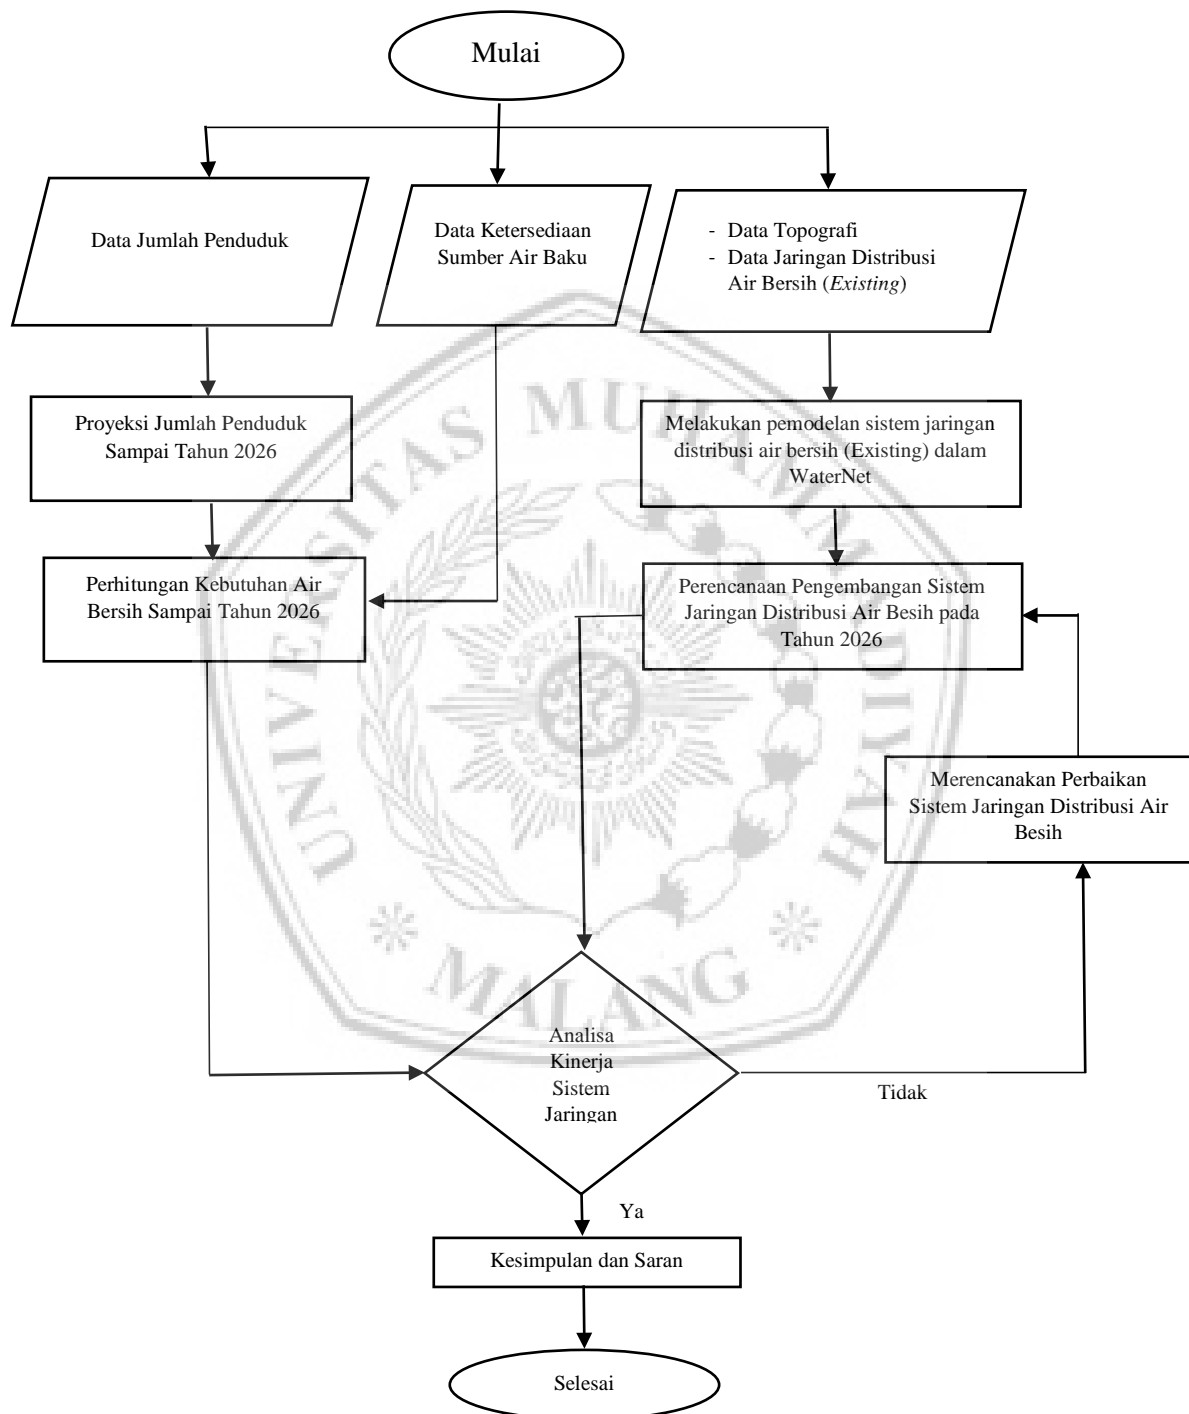 Mulai
Data Jumlah Penduduk
Data Ketersediaan
Sumber Air Baku
- Data Topografi
- Data Jaringan Distribusi
Air Bersih (Existing)
Proyeksi Jumlah Penduduk
Sampai Tahun 2026
Melakukan pemodelan sistem jaringan
distribusi air bersih (Existing) dalam
WaterNet
Perhitungan Kebutuhan Air
Bersih Sampai Tahun 2026
Perencanaan Pengembangan Sistem
Jaringan Distribusi Air Besih pada
Tahun 2026
Merencanakan Perbaikan
Sistem Jaringan Distribusi Air
Besih
Analisa
Kinerja
Sistem
Jaringan
Tidak
Ya
Kesimpulan dan Saran
Selesai
UNIVERSITAS MUHAMMADIYAH
MALANG